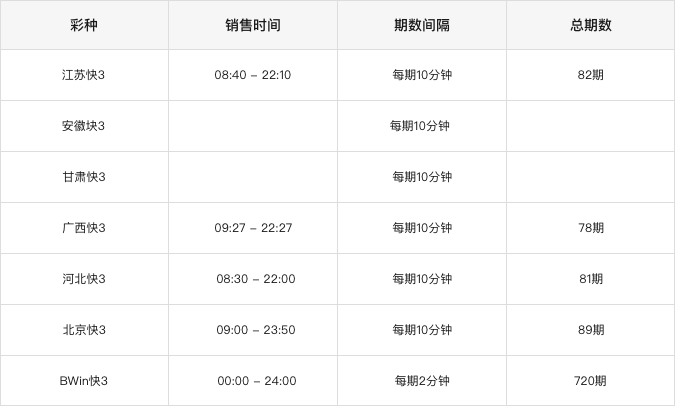 彩种 销售时间 期数间隔 总期数
江苏快3 08:40 – 22:10 每期10分钟 82期
安徽块3 每期10分钟
甘肃快3 每期10分钟
广西快3 09:27 – 22:27 每期10分钟 78期
河北快3 08:30 – 22:00 每期10分钟 81期
北京快3 09:00 – 23:50 每期10分钟 89期
BWin快3 00:00 – 24:00 每期2分钟 720期